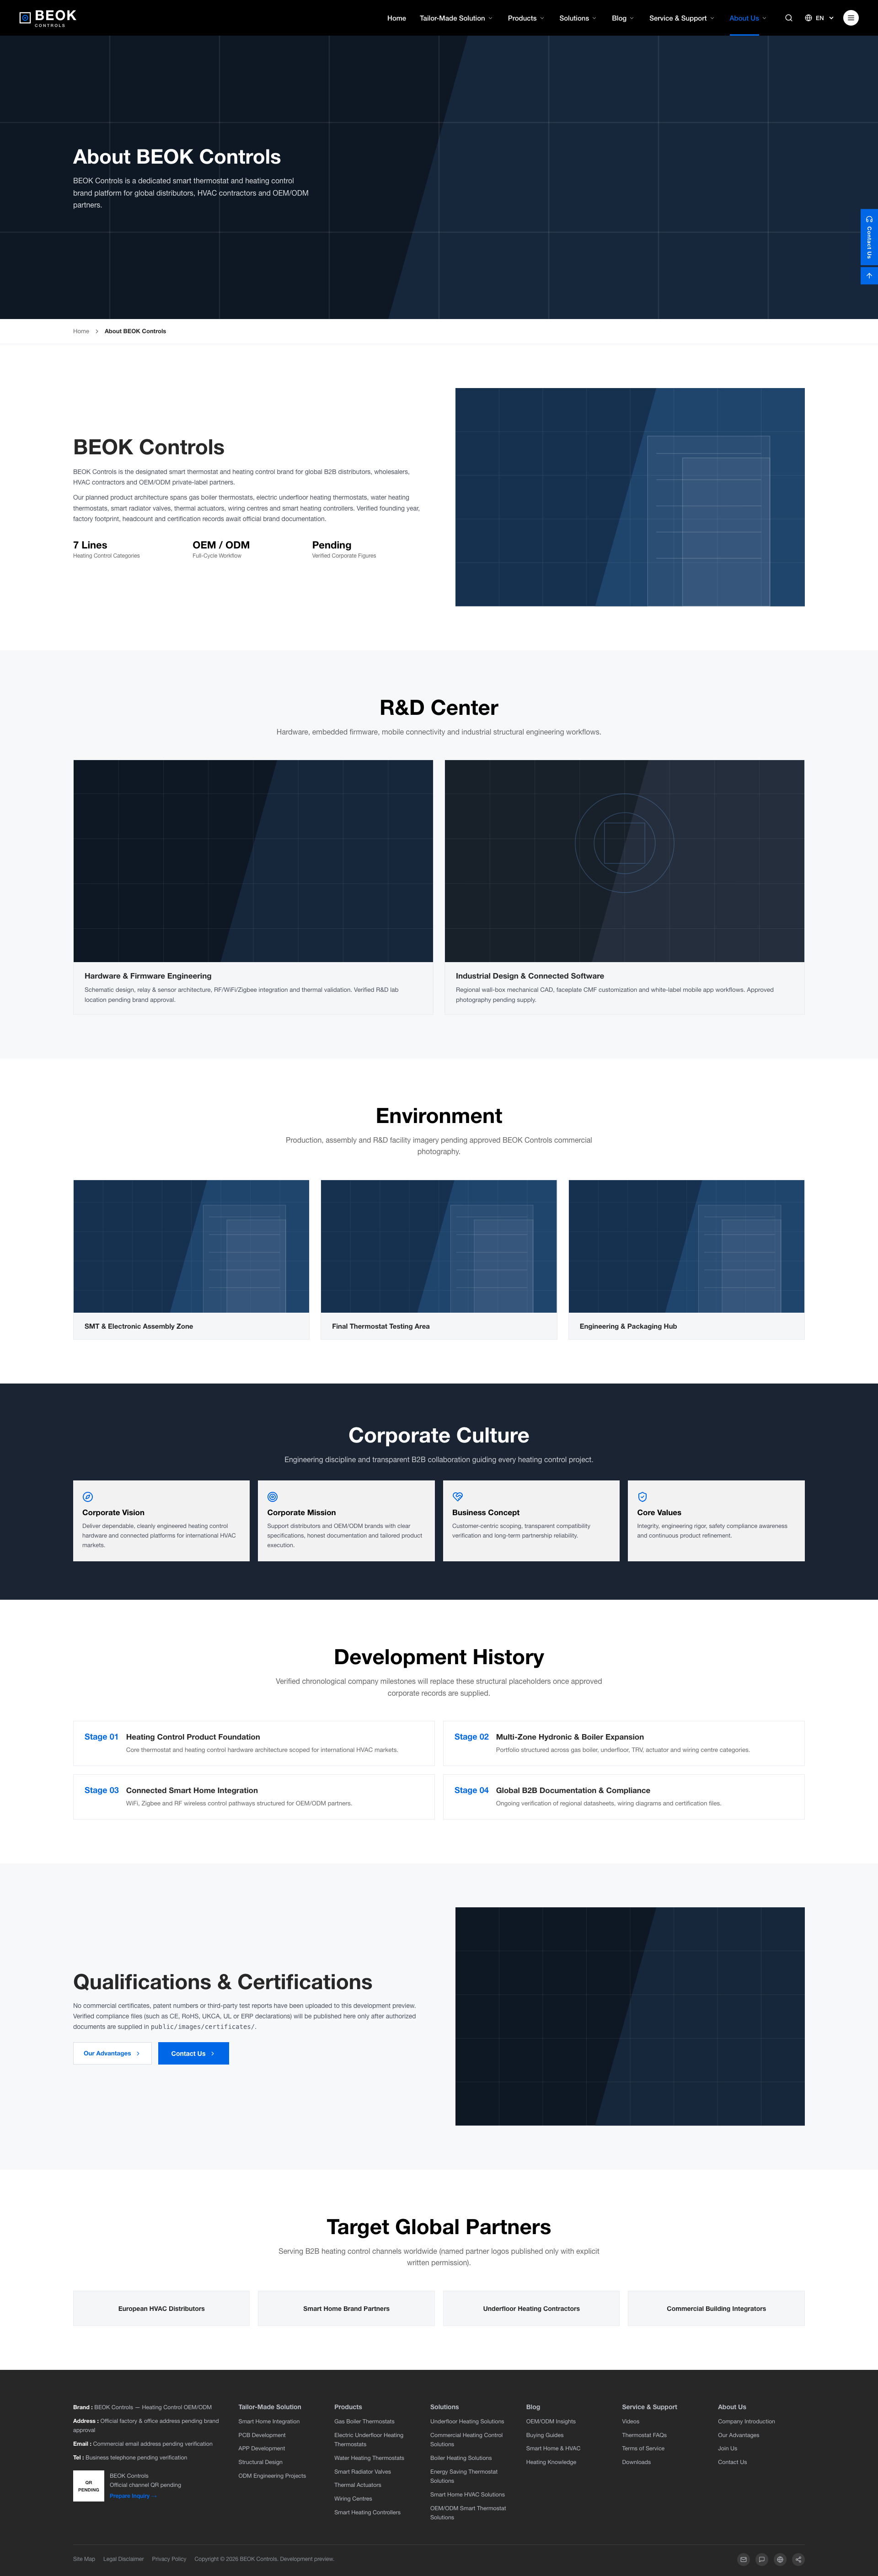 BEOK
CONTROLS
Home
Tailor-Made Solution
Products
Solutions
Blog
Service & Support
About Us
EN
About BEOK Controls
BEOK Controls is a dedicated smart thermostat and heating control
brand platform for global distributors, HVAC contractors and OEM/ODM
partners.
Contact Us
Home
About BEOK Controls
BEOK Controls
BEOK Controls is the designated smart thermostat and heating control brand for global B2B distributors, wholesalers,
HVAC contractors and OEM/ODM private-label partners.
Our planned product architecture spans gas boiler thermostats, electric underfloor heating thermostats, water heating
thermostats, smart radiator valves, thermal actuators, wiring centres and smart heating controllers. Verified founding year,
factory footprint, headcount and certification records await official brand documentation.
7 Lines
Heating Control Categories
OEM / ODM
Full-Cycle Workflow
Pending
Verified Corporate Figures
R&D Center
Hardware, embedded firmware, mobile connectivity and industrial structural engineering workflows.
Hardware & Firmware Engineering
Schematic design, relay & sensor architecture, RF/WiFi/Zigbee integration and thermal validation. Verified R&D lab
location pending brand approval.
Industrial Design & Connected Software
Regional wall-box mechanical CAD, faceplate CMF customization and white-label mobile app workflows. Approved
photography pending supply.
Environment
Production, assembly and R&D facility imagery pending approved BEOK Controls commercial
photography.
SMT & Electronic Assembly Zone
Final Thermostat Testing Area
Engineering & Packaging Hub
Corporate Culture
Engineering discipline and transparent B2B collaboration guiding every heating control project.
Corporate Vision
Deliver dependable, cleanly engineered heating control
hardware and connected platforms for international HVAC
markets.
Corporate Mission
Support distributors and OEM/ODM brands with clear
specifications, honest documentation and tailored product
execution.
Business Concept
Customer-centric scoping, transparent compatibility
verification and long-term partnership reliability.
Core Values
Integrity, engineering rigor, safety compliance awareness
and continuous product refinement.
Development History
Verified chronological company milestones will replace these structural placeholders once approved
corporate records are supplied.
Stage 01
Heating Control Product Foundation
Core thermostat and heating control hardware architecture scoped for international HVAC markets.
Stage 02
Multi-Zone Hydronic & Boiler Expansion
Portfolio structured across gas boiler, underfloor, TRV, actuator and wiring centre categories.
Stage 03
Connected Smart Home Integration
WiFi, Zigbee and RF wireless control pathways structured for OEM/ODM partners.
Stage 04
Global B2B Documentation & Compliance
Ongoing verification of regional datasheets, wiring diagrams and certification files.
Qualifications & Certifications
No commercial certificates, patent numbers or third-party test reports have been uploaded to this development preview.
Verified compliance files (such as CE, RoHS, UKCA, UL or ERP declarations) will be published here only after authorized
documents are supplied in public/images/certificates/.
Our Advantages
Contact Us
Target Global Partners
Serving B2B heating control channels worldwide (named partner logos published only with explicit
written permission).
European HVAC Distributors
Smart Home Brand Partners
Underfloor Heating Contractors
Commercial Building Integrators
Brand : BEOK Controls — Heating Control OEM/ODM
Address : Official factory & office address pending brand
approval
Email : Commercial email address pending verification
Tel : Business telephone pending verification
QR
PENDING
BEOK Controls
Official channel QR pending
Prepare Inquiry →
Tailor-Made Solution
Smart Home Integration
PCB Development
APP Development
Structural Design
ODM Engineering Projects
Products
Gas Boiler Thermostats
Electric Underfloor Heating
Thermostats
Water Heating Thermostats
Smart Radiator Valves
Thermal Actuators
Wiring Centres
Smart Heating Controllers
Solutions
Underfloor Heating Solutions
Commercial Heating Control
Solutions
Boiler Heating Solutions
Energy Saving Thermostat
Solutions
Smart Home HVAC Solutions
OEM/ODM Smart Thermostat
Solutions
Blog
OEM/ODM Insights
Buying Guides
Smart Home & HVAC
Heating Knowledge
Service & Support
Videos
Thermostat FAQs
Terms of Service
Downloads
About Us
Company Introduction
Our Advantages
Join Us
Contact Us
Site Map
Legal Disclaimer
Privacy Policy
Copyright © 2026 BEOK Controls. Development preview.